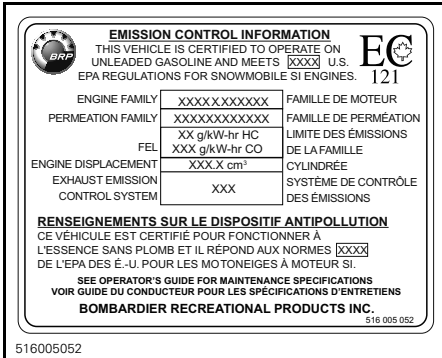 EMISSION CONTROL INFORMATION
THIS VEHICLE IS CERTIFIED TO OPERATE ON
UNLEADED GASOLINE AND MEETS XXXX U.S.
EPA REGULATIONS FOR SNOWMOBILE SI ENGINES.
BRP
EC
121
ENGINE FAMILY XXXXX.XXXXXX FAMILLE DE MOTEUR
PERMEATION FAMILY XXXXXXXXXXXX FAMILLE DE PERMÉATION
XX g/kW-hr HC LIMITE DES ÉMISSIONS
FEL XXX g/kW-hr CO DE LA FAMILLE
ENGINE DISPLACEMENT XXX.X cm³ CYLINDRÉE
EXHAUST EMISSION XXX SYSTÈME DE CONTRÔLE
CONTROL SYSTEM DES ÉMISSIONS
RENSEIGNEMENTS SUR LE DISPOSITIF ANTIPOLLUTION
CE VÉHICULE EST CERTIFIÉ POUR FONCTIONNER À
L'ESSENCE SANS PLOMB ET IL RÉPOND AUX NORMES XXXX
DE L'EPA DES É.-U. POUR LES MOTONEIGES À MOTEUR SI.
SEE OPERATOR'S GUIDE FOR MAINTENANCE SPECIFICATIONS
VOIR GUIDE DU CONDUCTEUR POUR LES SPÉCIFICATIONS D'ENTRETIENS
BOMBARDIER RECREATIONAL PRODUCTS INC.
516 005 052
516005052